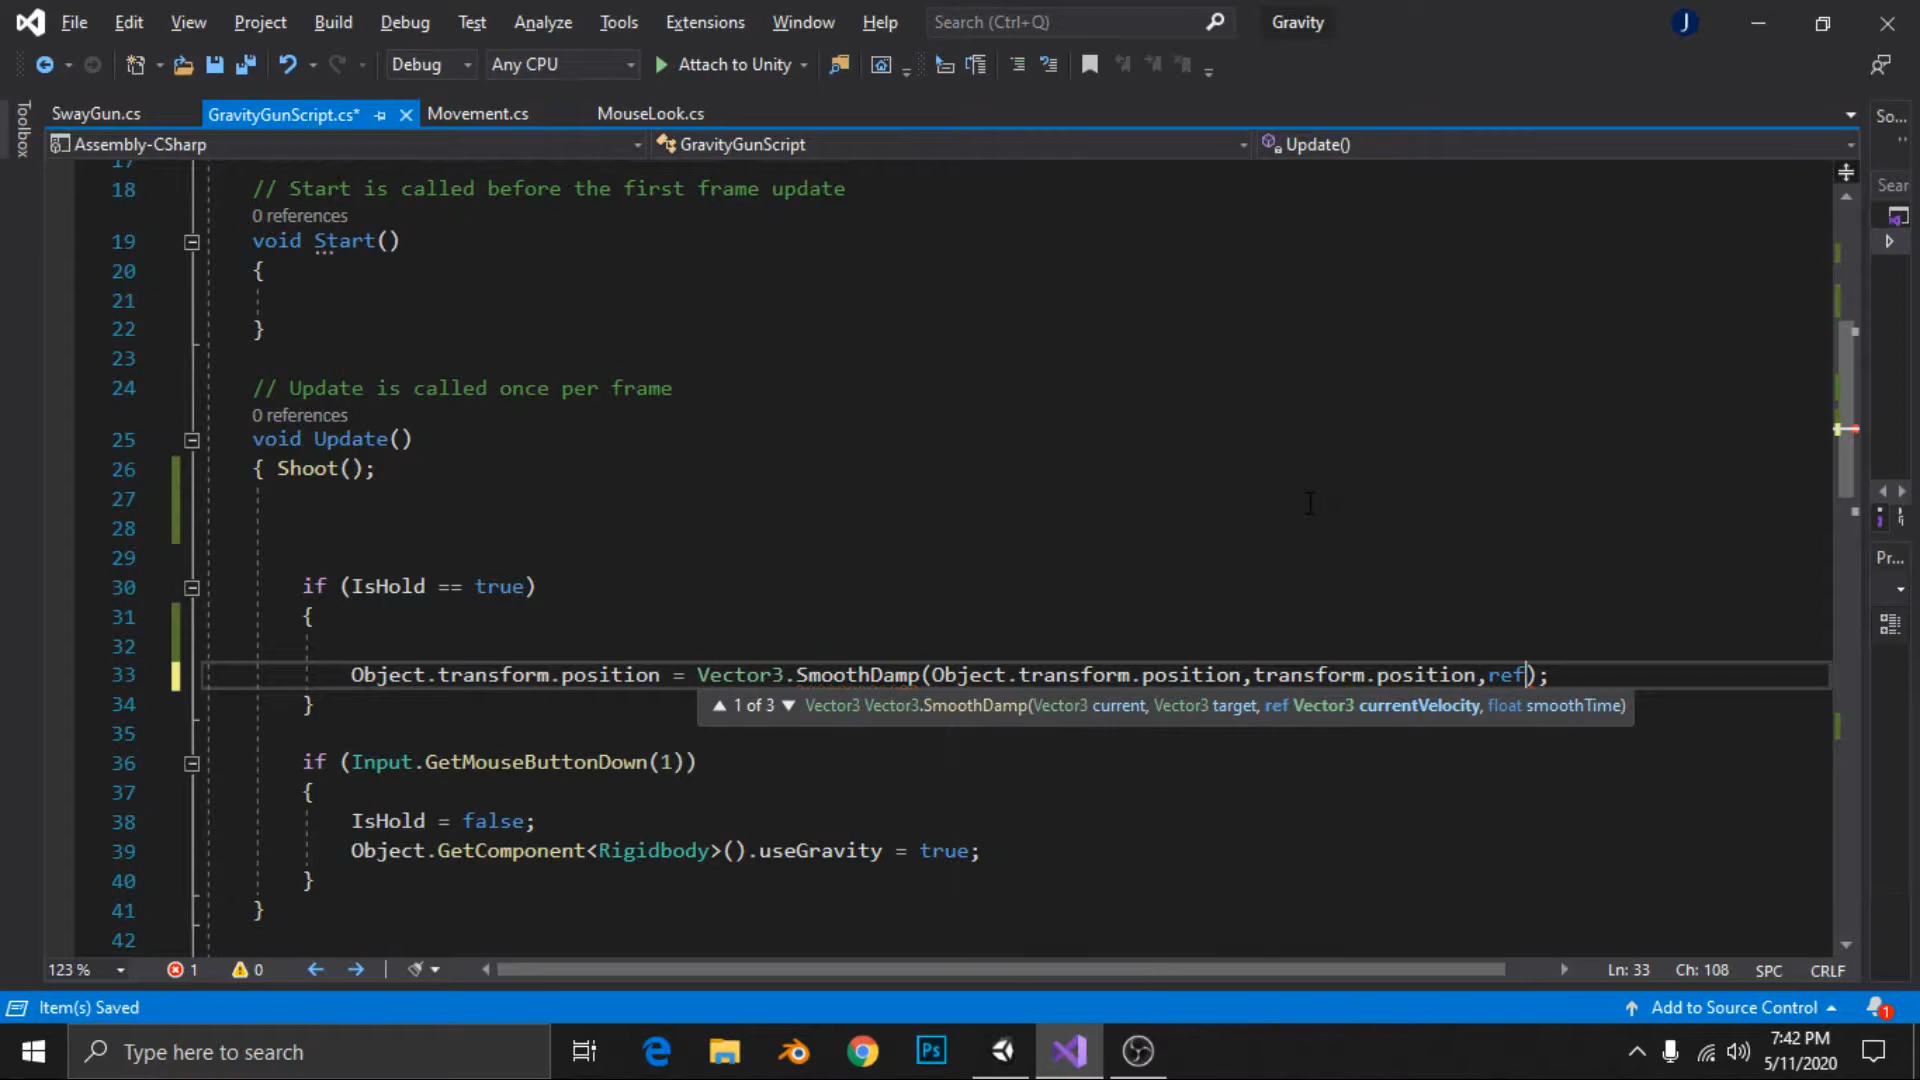 File Edit View Project Build Debug Test Analyze Tools Extensions Window Help Search (Ctrl+Q) Gravity J
Debug Any CPU Attach to Unity
Toolbox
SwayGun.cs GravityGunScript.cs* Movement.cs MouseLook.cs So...
Assembly-CSharp GravityGunScript Update()
17
18 // Start is called before the first frame update
Sear
0 references
19 void Start()
20 {
21
22 }
23
24 // Update is called once per frame
0 references
25 void Update()
26 { Shoot();
27
28
29
Pr...
30 if (IsHold == true)
31 {
32
33 Object.transform.position = Vector3.SmoothDamp(Object.transform.position,transform.position,ref);
34 }
1 of 3 Vector3 Vector3.SmoothDamp(Vector3 current, Vector3 target, ref Vector3 currentVelocity, float smoothTime)
35
36 if (Input.GetMouseButtonDown(1))
37 {
38 IsHold = false;
39 Object.GetComponent<Rigidbody>().useGravity = true;
40 }
41 }
42
123 % 1 0 Ln: 33 Ch: 108 SPC CRLF
Item(s) Saved Add to Source Control 1
Type here to search Ps 7:42 PM
5/11/2020